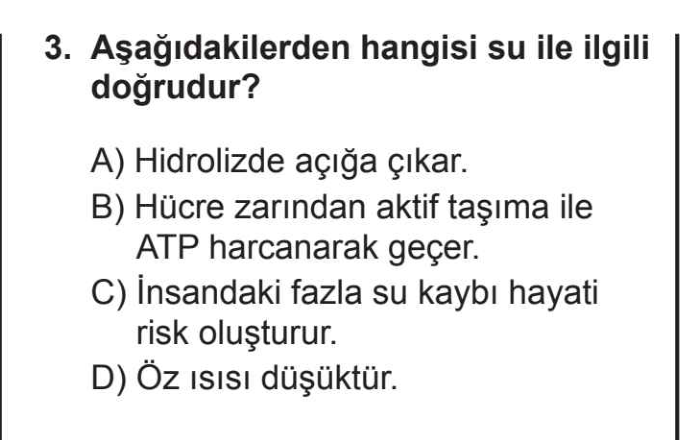 3. Aşağıdakilerden hangisi su ile ilgili
doğrudur?
A) Hidrolizde açığa çıkar.
B) Hücre zarından aktif taşıma ile
ATP harcanarak geçer.
C) İnsandaki fazla su kaybı hayati
risk oluşturur.
D) Öz ısısı düşüktür.